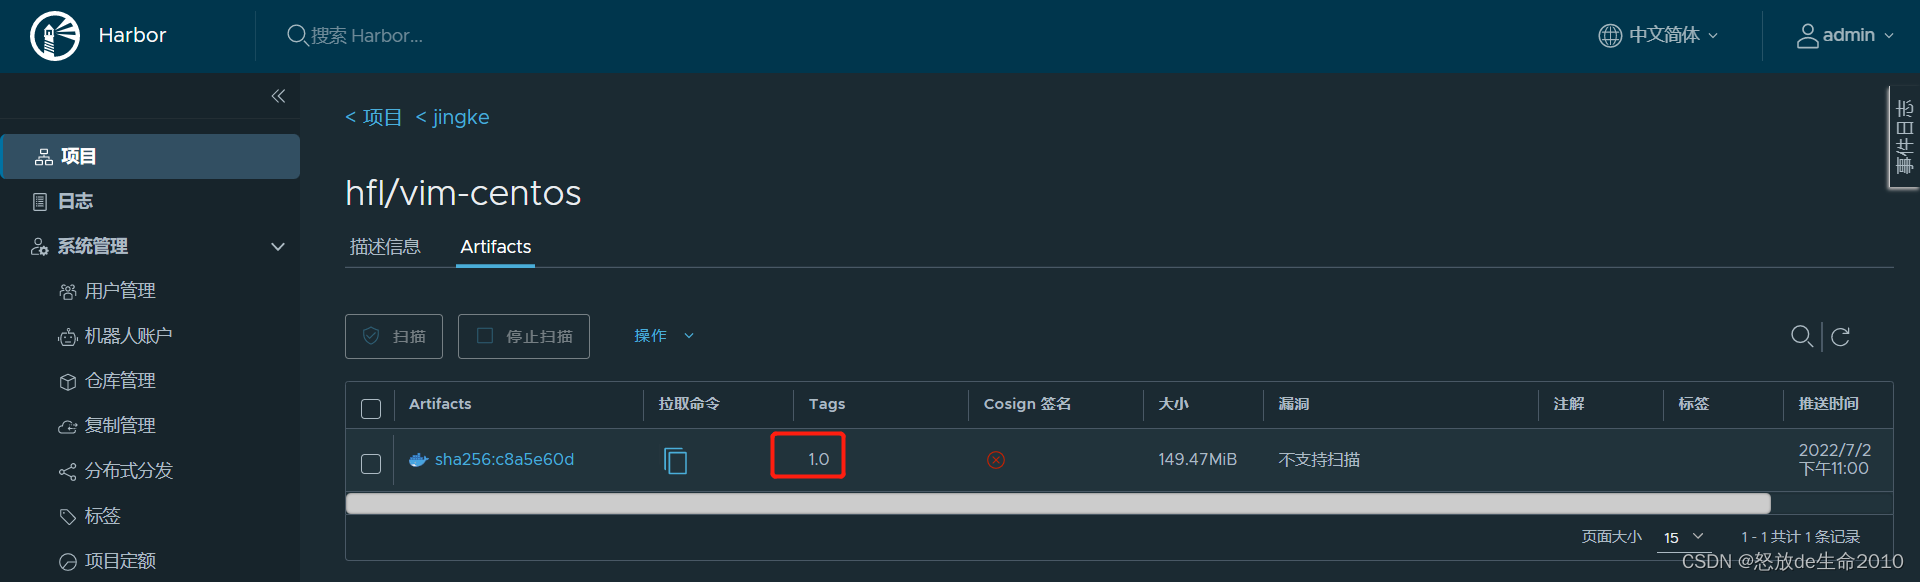 Harbor
搜索 Harbor...
中文简体
admin
事件日志
项目
日志
系统管理
用户管理
机器人账户
仓库管理
复制管理
分布式分发
标签
项目定额
< 项目 < jingke
hfl/vim-centos
描述信息 Artifacts
扫描 停止扫描 操作
Artifacts 拉取命令 Tags Cosign 签名 大小 漏洞 注解 标签 推送时间
sha256:c8a5e60d 1.0 149.47MiB 不支持扫描 2022/7/2
下午11:00
页面大小 15 1 - 1 共计 1 条记录
CSDN @怒放de生命2010